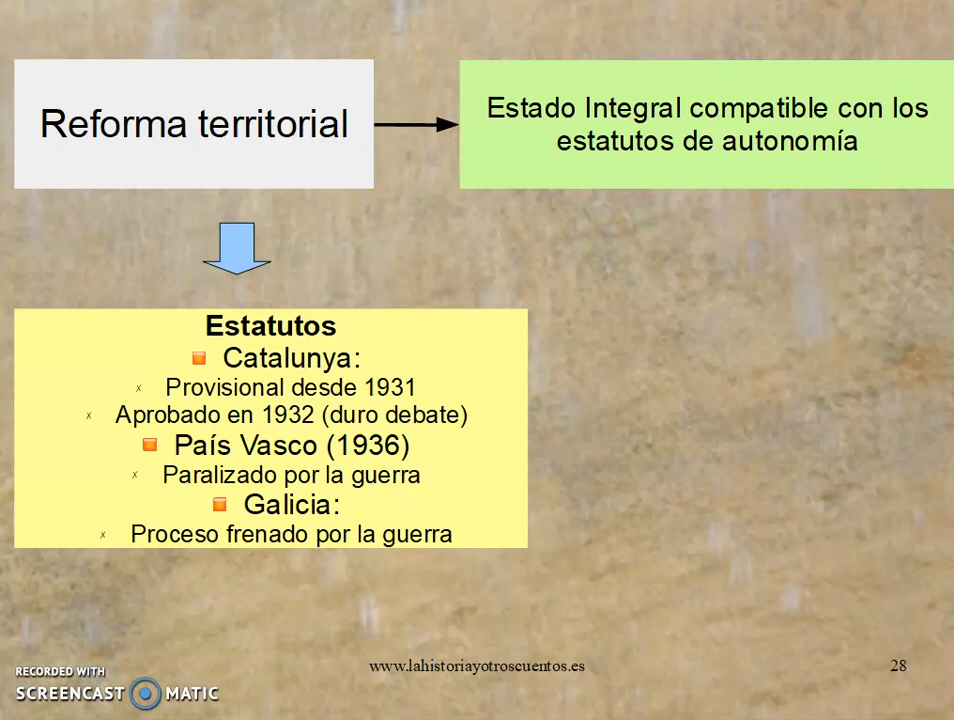 Reforma territorial
Estado Integral compatible con los
estatutos de autonomía
Estatutos
Catalunya:
Provisional desde 1931
Aprobado en 1932 (duro debate)
País Vasco (1936)
Paralizado por la guerra
Galicia:
Proceso frenado por la guerra
www.lahistoriayotroscuentos.es
28
RECORDED WITH
SCREENCAST MATIC